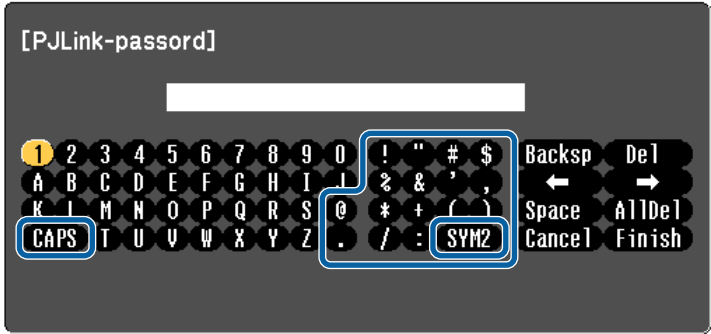 [PJLink-passord]
1 2 3 4 5 6 7 8 9 0 ! " # $ Backsp Del
A B C D E F G H I J % & ' , ← →
K L M N O P Q R S @ * + ( ) Space AllDel
CAPS T U V W X Y Z . / : SYM2 Cancel Finish